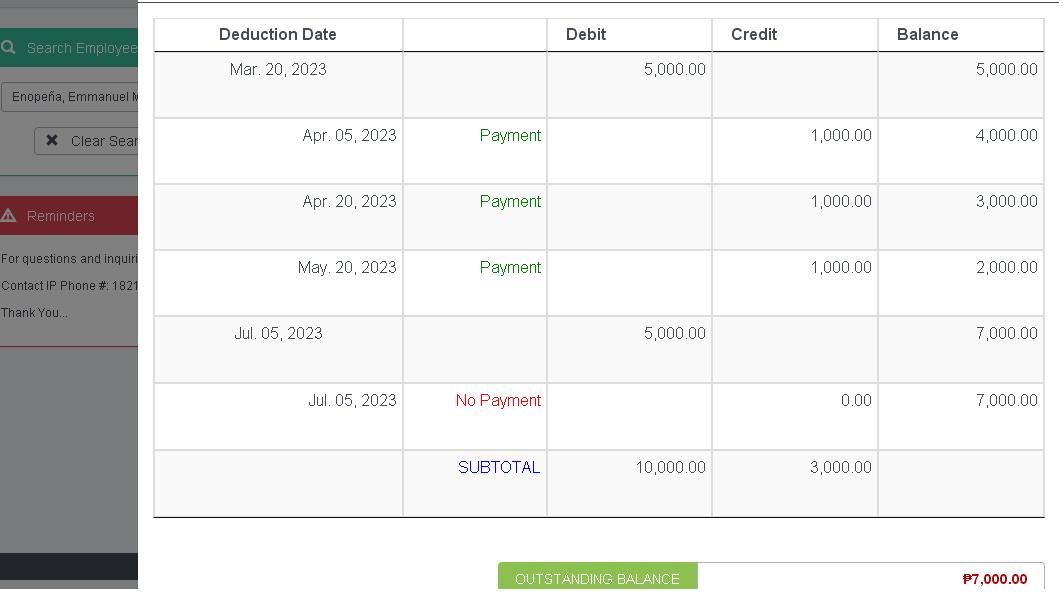 Search Employee
Enopeña, Emmanuel M
Clear Sear
Reminders
For questions and inquiri
Contact IP Phone #: 1821
Thank You...
Deduction Date Debit Credit Balance
Mar. 20, 2023 5,000.00 5,000.00
Apr. 05, 2023 Payment 1,000.00 4,000.00
Apr. 20, 2023 Payment 1,000.00 3,000.00
May. 20, 2023 Payment 1,000.00 2,000.00
Jul. 05, 2023 5,000.00 7,000.00
Jul. 05, 2023 No Payment 0.00 7,000.00
SUBTOTAL 10,000.00 3,000.00
OUTSTANDING BALANCE ₱7,000.00